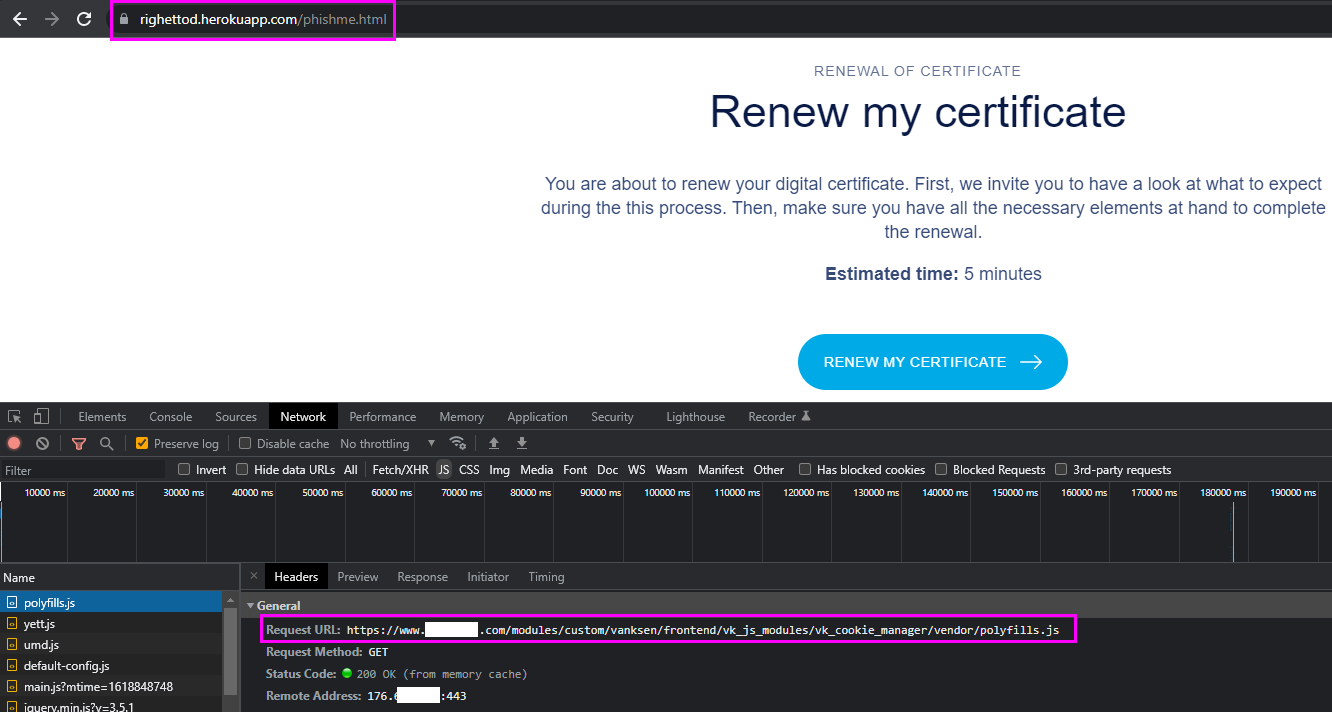 righettod.herokuapp.com/phishme.html
RENEWAL OF CERTIFICATE
Renew my certificate
You are about to renew your digital certificate. First, we invite you to have a look at what to expect
during the this process. Then, make sure you have all the necessary elements at hand to complete
the renewal.
Estimated time: 5 minutes
RENEW MY CERTIFICATE
Elements Console Sources Network Performance Memory Application Security Lighthouse Recorder
Preserve log Disable cache No throttling
Filter Invert Hide data URLs All Fetch/XHR JS CSS Img Media Font Doc WS Wasm Manifest Other Has blocked cookies Blocked Requests 3rd-party requests
10000 ms 20000 ms 30000 ms 40000 ms 50000 ms 60000 ms 70000 ms 80000 ms 90000 ms 100000 ms 110000 ms 120000 ms 130000 ms 140000 ms 150000 ms 160000 ms 170000 ms 180000 ms 190000 ms
Name
polyfills.js
yett.js
umd.js
default-config.js
main.js?mtime=1618848748
jquery.min.js?v=3.5.1
Headers Preview Response Initiator Timing
General
Request URL: https://www. .com/modules/custom/vanksen/frontend/vk_js_modules/vk_cookie_manager/vendor/polyfills.js
Request Method: GET
Status Code: 200 OK (from memory cache)
Remote Address: 176. :443